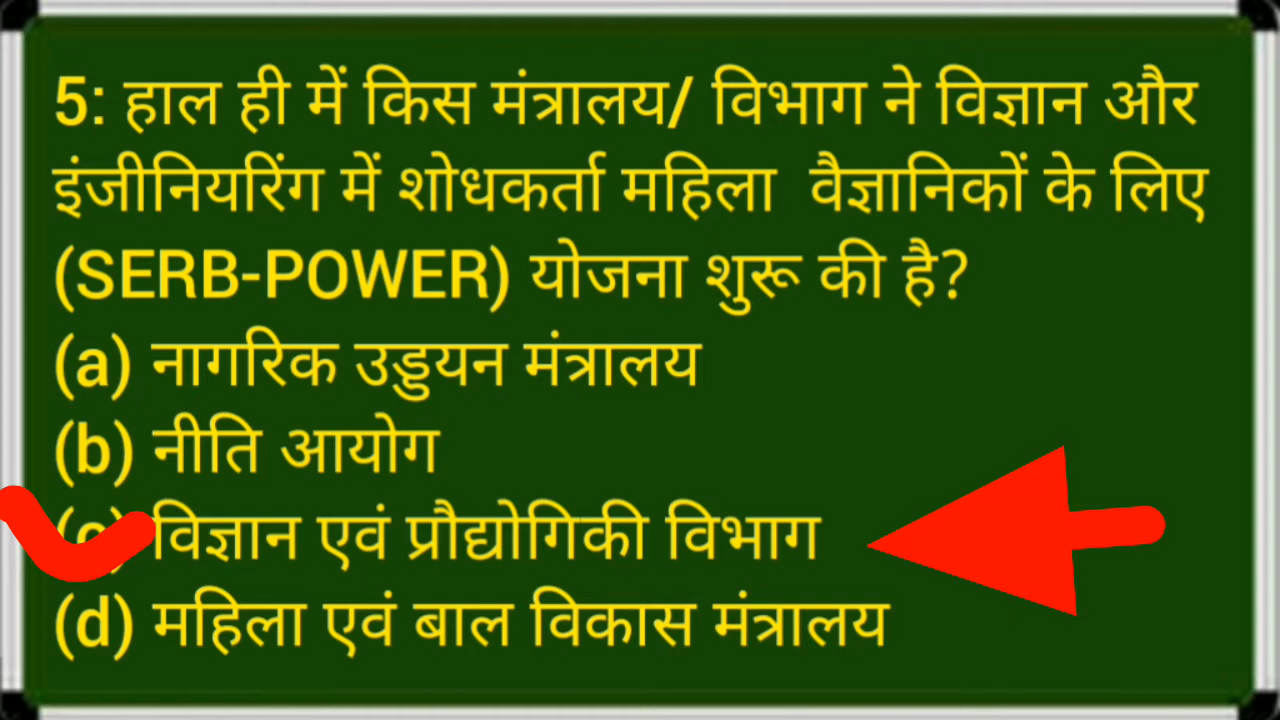 5: हाल ही में किस मंत्रालय/ विभाग ने विज्ञान और
इंजीनियरिंग में शोधकर्ता महिला वैज्ञानिकों के लिए
(SERB-POWER) योजना शुरू की है?
(a) नागरिक उड्डयन मंत्रालय
(b) नीति आयोग
(c) विज्ञान एवं प्रौद्योगिकी विभाग
(d) महिला एवं बाल विकास मंत्रालय